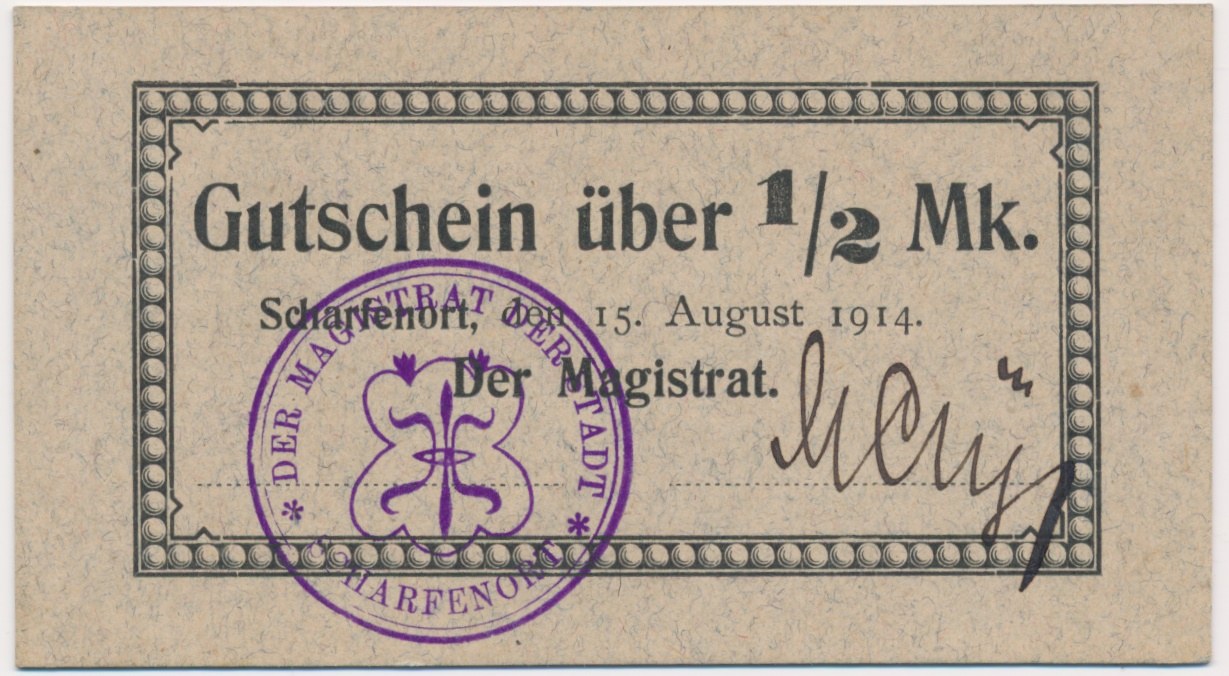 Gutschein über 1/2 Mk.
Scharfenort, den 15. August 1914.
Der Magistrat.
* DER MAGISTRAT DER STADT *
SCHARFENORT